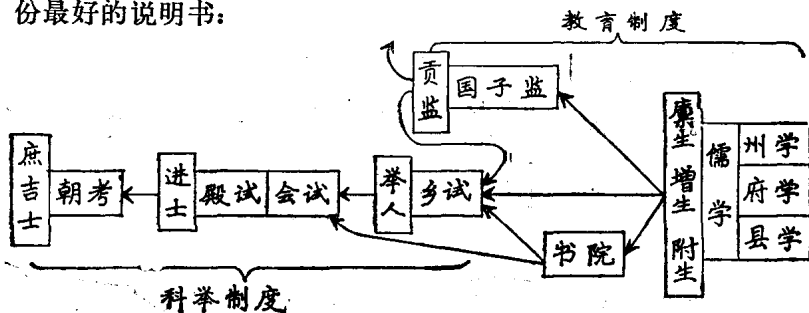 份最好的说明书：
教育制度
贡监
国子监
廪生 增生 附生
儒学
州学
府学
县学
庶吉士
朝考
进士
殿试
会试
举人
乡试
书院
科举制度